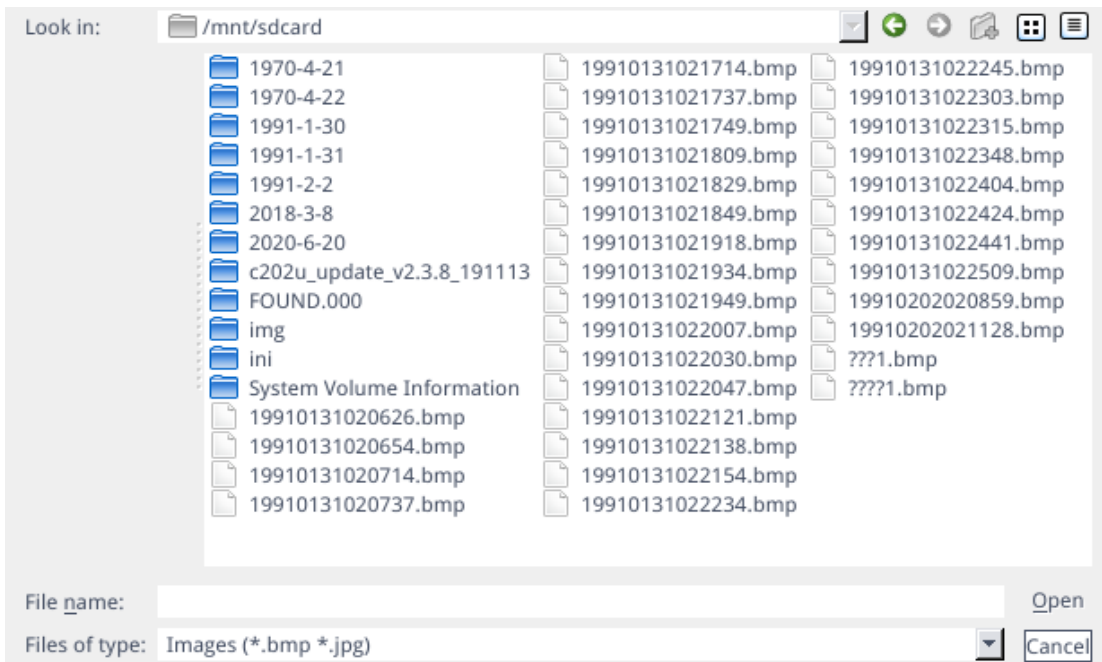 Look in: /mnt/sdcard
1970-4-21
1970-4-22
1991-1-30
1991-1-31
1991-2-2
2018-3-8
2020-6-20
c202u_update_v2.3.8_191113
FOUND.000
img
ini
System Volume Information
19910131020626.bmp
19910131020654.bmp
19910131020714.bmp
19910131020737.bmp
19910131021714.bmp
19910131021737.bmp
19910131021749.bmp
19910131021809.bmp
19910131021829.bmp
19910131021849.bmp
19910131021918.bmp
19910131021934.bmp
19910131021949.bmp
19910131022007.bmp
19910131022030.bmp
19910131022047.bmp
19910131022121.bmp
19910131022138.bmp
19910131022154.bmp
19910131022234.bmp
19910131022245.bmp
19910131022303.bmp
19910131022315.bmp
19910131022348.bmp
19910131022404.bmp
19910131022424.bmp
19910131022441.bmp
19910131022509.bmp
19910202020859.bmp
19910202021128.bmp
???1.bmp
????1.bmp
File name: Open
Files of type: Images (*.bmp *.jpg) Cancel